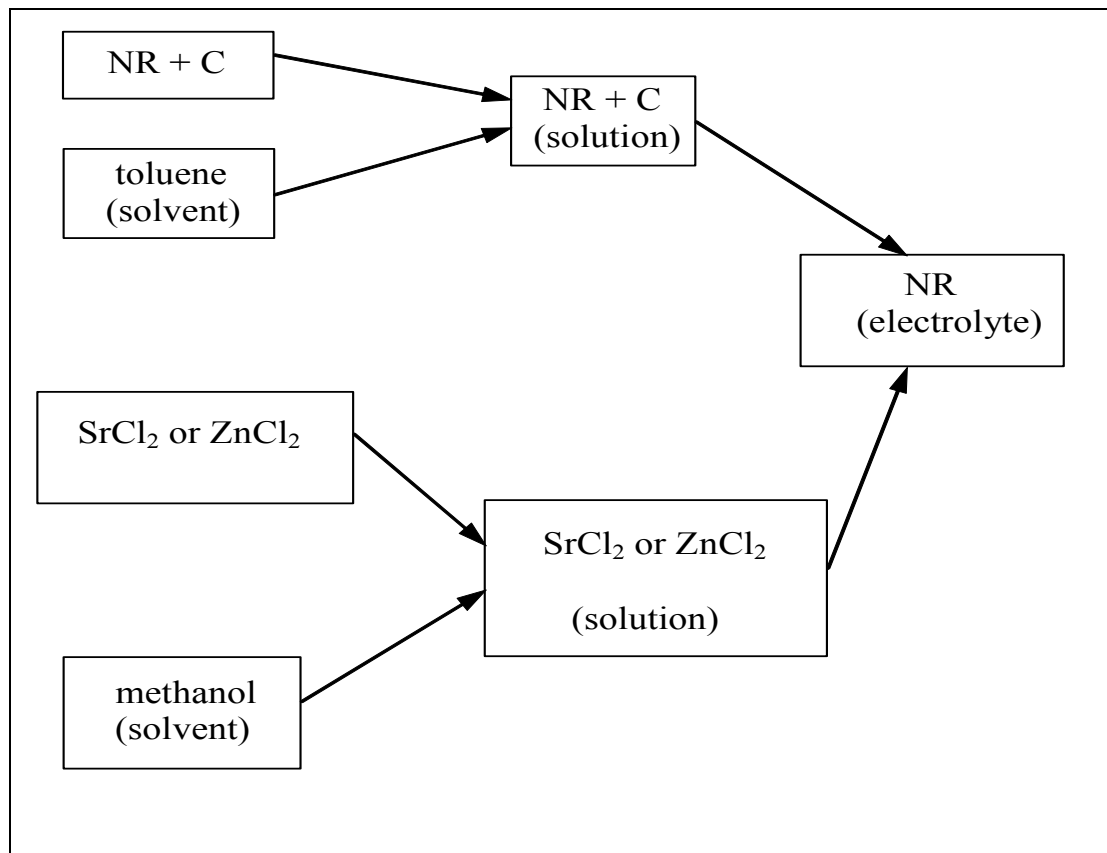 NR + C
toluene
(solvent)
NR + C
(solution)
NR
(electrolyte)
SrCl₂ or ZnCl₂
SrCl₂ or ZnCl₂
(solution)
methanol
(solvent)